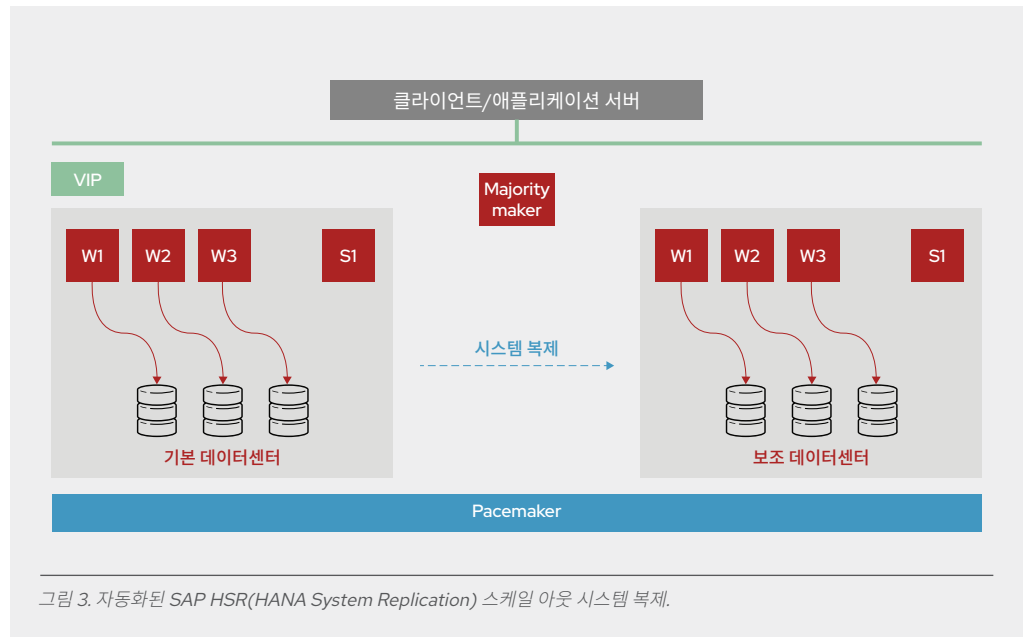 클라이언트/애플리케이션 서버
VIP
Majority
maker
W1 W2 W3 S1
W1 W2 W3 S1
시스템 복제
기본 데이터센터
보조 데이터센터
Pacemaker
그림 3. 자동화된 SAP HSR(HANA System Replication) 스케일 아웃 시스템 복제.